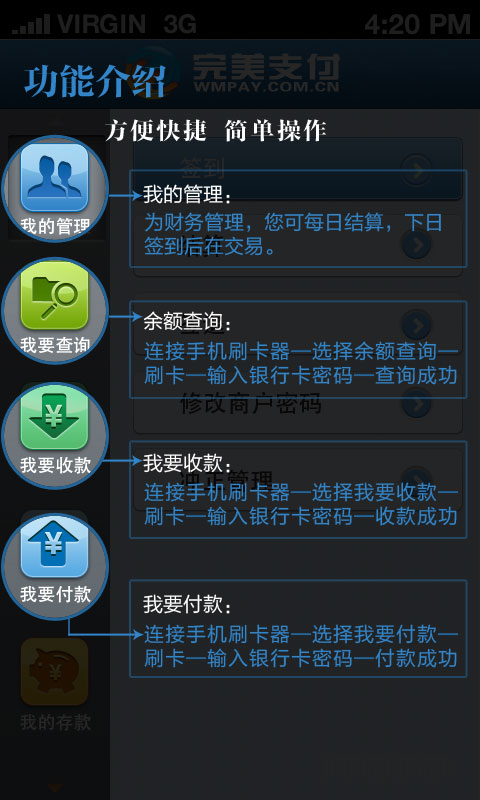 VIRGIN 3G 4:20 PM
完美支付
WMPAY.COM.CN
功能介绍
方便快捷 简单操作
签到
我的管理
我的管理：
为财务管理，您可每日结算，下日
签到后在交易。
我要查询
余额查询：
连接手机刷卡器—选择余额查询—
刷卡—输入银行卡密码—查询成功
修改商户密码
我要收款
我要收款：
连接手机刷卡器—选择我要收款—
刷卡—输入银行卡密码—收款成功
我要付款
我要付款：
连接手机刷卡器—选择我要付款—
刷卡—输入银行卡密码—付款成功
我的存款